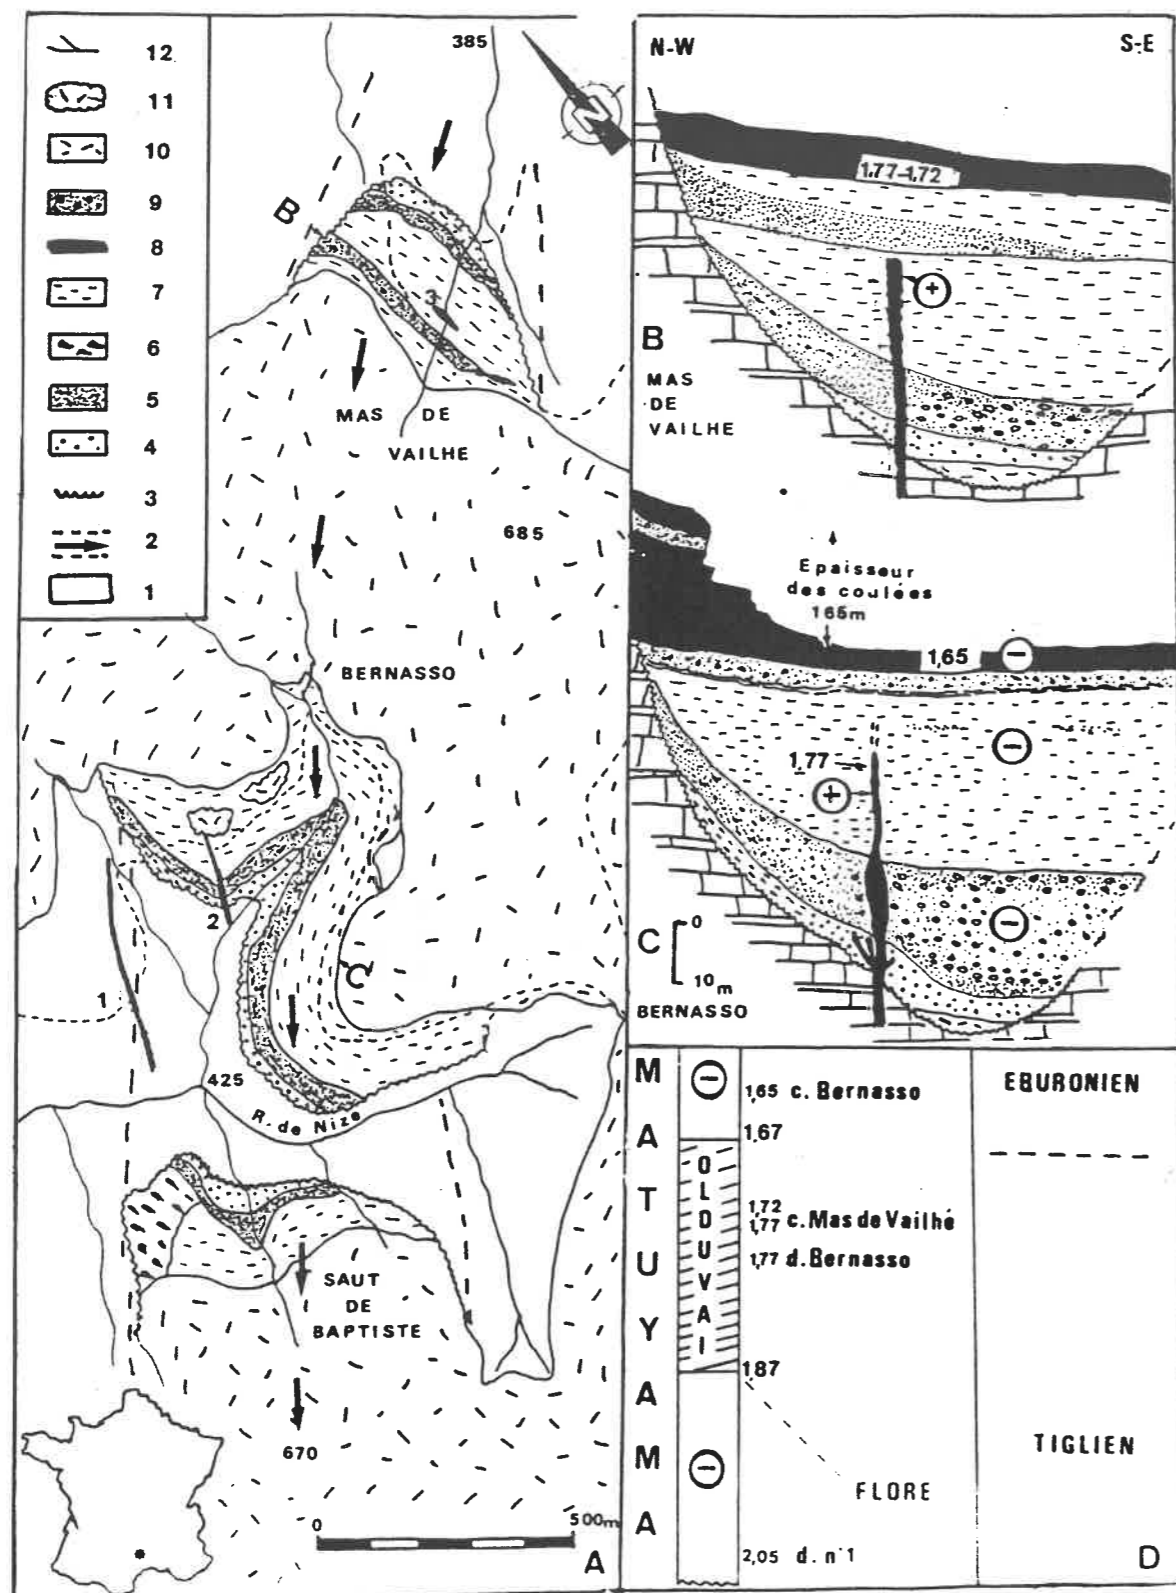 12
11
10
9
8
7
6
5
4
3
2
1
385
B
3
MAS DE
VAILHE
685
BERNASSO
2
C
1
425
R. de Nize
SAUT
DE
BAPTISTE
670
0 500m
A
N-W S-E
1.77-1.72
+
B
MAS
DE
VAILHE
Epaisseur
des coulées
165m
1,65 −
−
1,77
+
−
C
0
10m
BERNASSO
MATUYAMA
−
1,65 c. Bernasso
1,67
OLDUVAI
1,72
1,77 c. Mas de Vailhé
1,77 d. Bernasso
1,87
−
FLORE
2,05 d. n°1
EBURONIEN
TIGLIEN
D